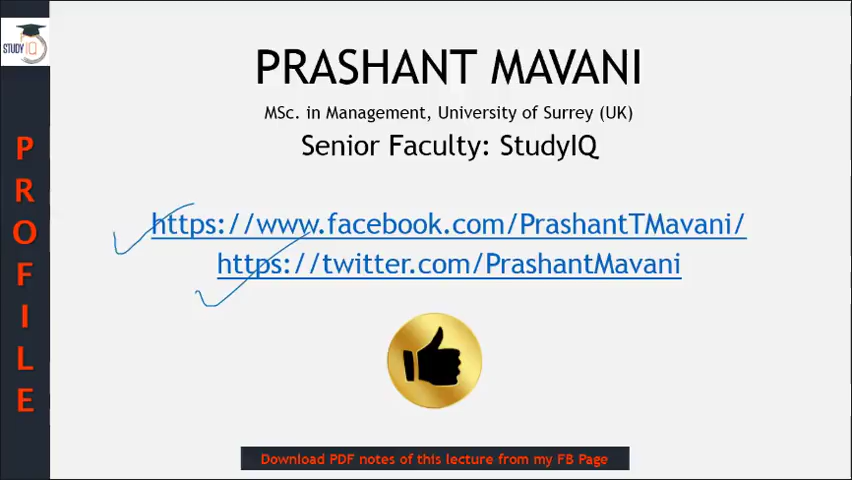 STUDY IQ
PROFILE
PRASHANT MAVANI
MSc. in Management, University of Surrey (UK)
Senior Faculty: StudyIQ
https://www.facebook.com/PrashantTMavani/
https://twitter.com/PrashantMavani
Download PDF notes of this lecture from my FB Page